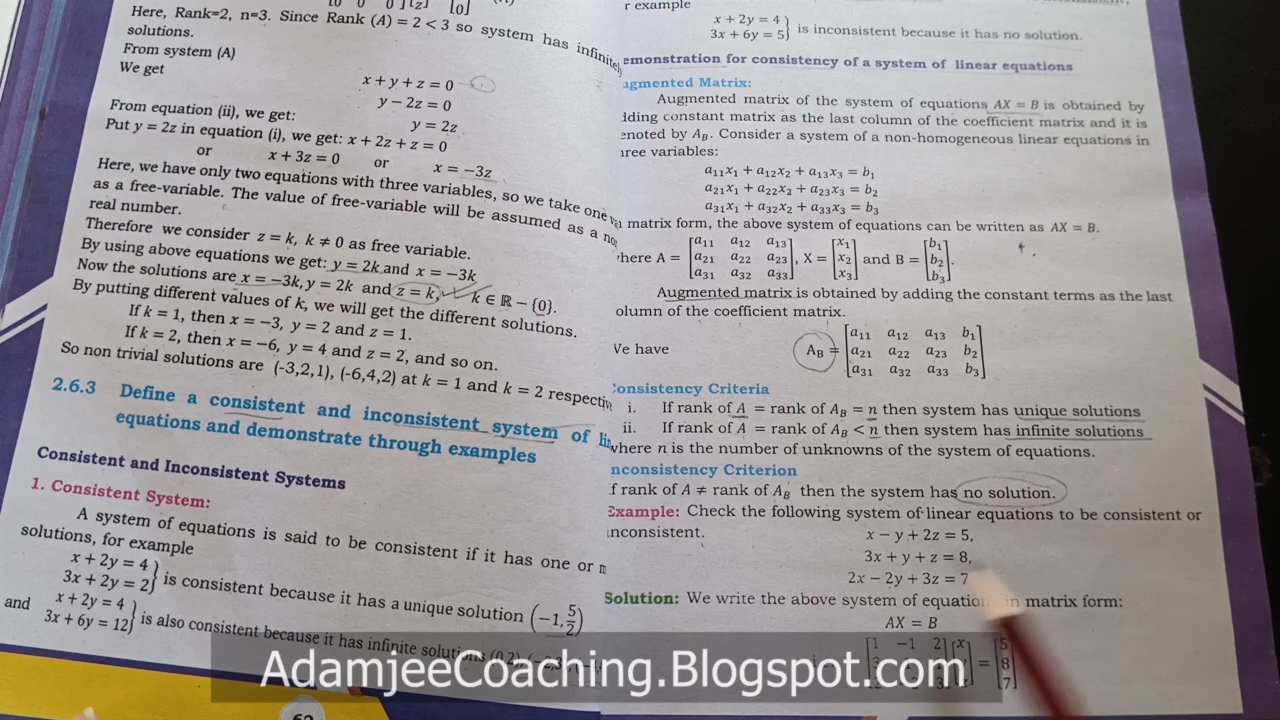 Here, Rank=2, n=3. Since Rank (A) = 2 < 3 so system has infinitely
solutions.
From system (A)
We get
x + y + z = 0
y − 2z = 0
From equation (ii), we get:
y = 2z
Put y = 2z in equation (i), we get: x + 2z + z = 0
or x + 3z = 0 or x = −3z
Here, we have only two equations with three variables, so we take one
as a free-variable. The value of free-variable will be assumed as a
real number.
Therefore we consider z = k, k ≠ 0 as free variable.
By using above equations we get: y = 2k and x = −3k
Now the solutions are x = −3k, y = 2k and z = k, k ∈ ℝ − {0}.
By putting different values of k, we will get the different solutions.
If k = 1, then x = −3, y = 2 and z = 1.
If k = 2, then x = −6, y = 4 and z = 2, and so on.
So non trivial solutions are (-3,2,1), (-6,4,2) at k = 1 and k = 2
2.6.3 Define a consistent and inconsistent system of
equations and demonstrate through examples
Consistent and Inconsistent Systems
1. Consistent System:
A system of equations is said to be consistent if it has one or
solutions, for example
x + 2y = 4
3x + 2y = 2} is consistent because it has a unique solution (−1, 5/2)
and x + 2y = 4
3x + 6y = 12} is also consistent because it has infinite solutions
example
x + 2y = 4
3x + 6y = 5} is inconsistent because it has no solution.
emonstration for consistency of a system of linear equations
ugmented Matrix:
Augmented matrix of the system of equations AX = B is obtained by
dding constant matrix as the last column of the coefficient matrix and it is
enoted by A_B. Consider a system of a non-homogeneous linear equations in
hree variables:
a₁₁x₁ + a₁₂x₂ + a₁₃x₃ = b₁
a₂₁x₁ + a₂₂x₂ + a₂₃x₃ = b₂
a₃₁x₁ + a₃₂x₂ + a₃₃x₃ = b₃
matrix form, the above system of equations can be written as AX = B.
here A = [a₁₁ a₁₂ a₁₃; a₂₁ a₂₂ a₂₃; a₃₁ a₃₂ a₃₃], X = [x₁; x₂; x₃] and B = [b₁; b₂; b₃].
Augmented matrix is obtained by adding the constant terms as the last
olumn of the coefficient matrix.
Ve have A_B = [a₁₁ a₁₂ a₁₃ b₁; a₂₁ a₂₂ a₂₃ b₂; a₃₁ a₃₂ a₃₃ b₃]
onsistency Criteria
i. If rank of A = rank of A_B = n then system has unique solutions
ii. If rank of A = rank of A_B < n then system has infinite solutions
where n is the number of unknowns of the system of equations.
nconsistency Criterion
f rank of A ≠ rank of A_B then the system has no solution.
Example: Check the following system of linear equations to be consistent or
inconsistent.
x − y + 2z = 5,
3x + y + z = 8,
2x − 2y + 3z = 7
Solution: We write the above system of equation in matrix form:
AX = B
AdamjeeCoaching.Blogspot.com